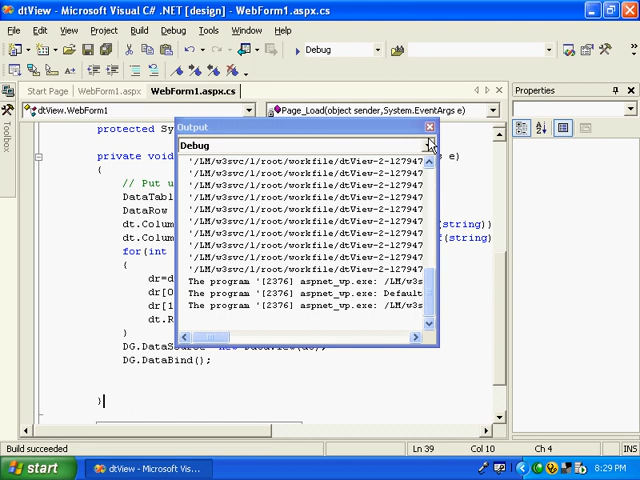 dtView - Microsoft Visual C# .NET [design] - WebForm1.aspx.cs
File Edit View Project Build Debug Tools Window Help
Debug
Start Page WebForm1.aspx WebForm1.aspx.cs
dtView.WebForm1 Page_Load(object sender,System.EventArgs e)
Properties
Toolbox
protected Sy
private void s e)
{
// Put u
DataTabl
DataRow
dt.Colum (string))
dt.Colum f(string)
for(int
{
dr=d
dr[0
dr[1
dt.R
}
DG.DataBind();
}
Output
Debug
'/LM/w3svc/1/root/workfile/dtView-2-127947
'/LM/w3svc/1/root/workfile/dtView-2-127947
'/LM/w3svc/1/root/workfile/dtView-2-127947
'/LM/w3svc/1/root/workfile/dtView-2-127947
'/LM/w3svc/1/root/workfile/dtView-2-127947
'/LM/w3svc/1/root/workfile/dtView-2-127947
'/LM/w3svc/1/root/workfile/dtView-2-127947
'/LM/w3svc/1/root/workfile/dtView-2-127947
'/LM/w3svc/1/root/workfile/dtView-2-127947
'/LM/w3svc/1/root/workfile/dtView-2-127947
The program '[2376] aspnet_wp.exe: /LM/w3s
The program '[2376] aspnet_wp.exe: Default
The program '[2376] aspnet_wp.exe: /LM/w3s
Build succeeded Ln 39 Col 10 Ch 4 INS
start dtView - Microsoft Vis... 8:29 PM